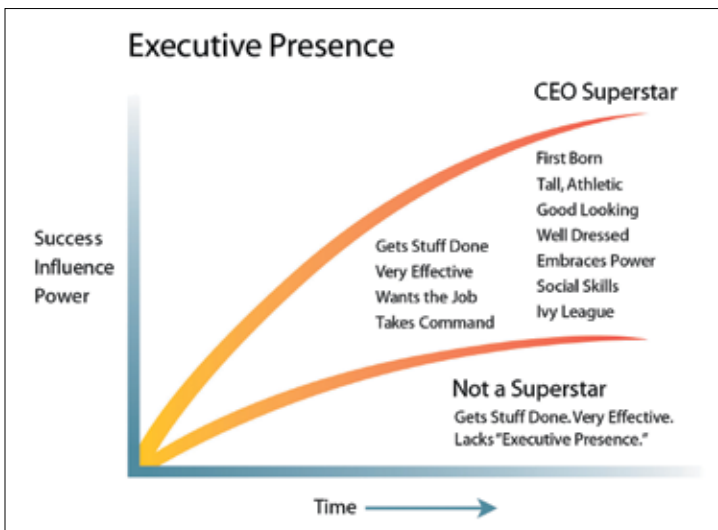 Executive Presence
CEO Superstar
First Born
Tall, Athletic
Good Looking
Well Dressed
Embraces Power
Social Skills
Ivy League
Gets Stuff Done
Very Effective
Wants the Job
Takes Command
Success
Influence
Power
Not a Superstar
Gets Stuff Done. Very Effective.
Lacks "Executive Presence."
Time